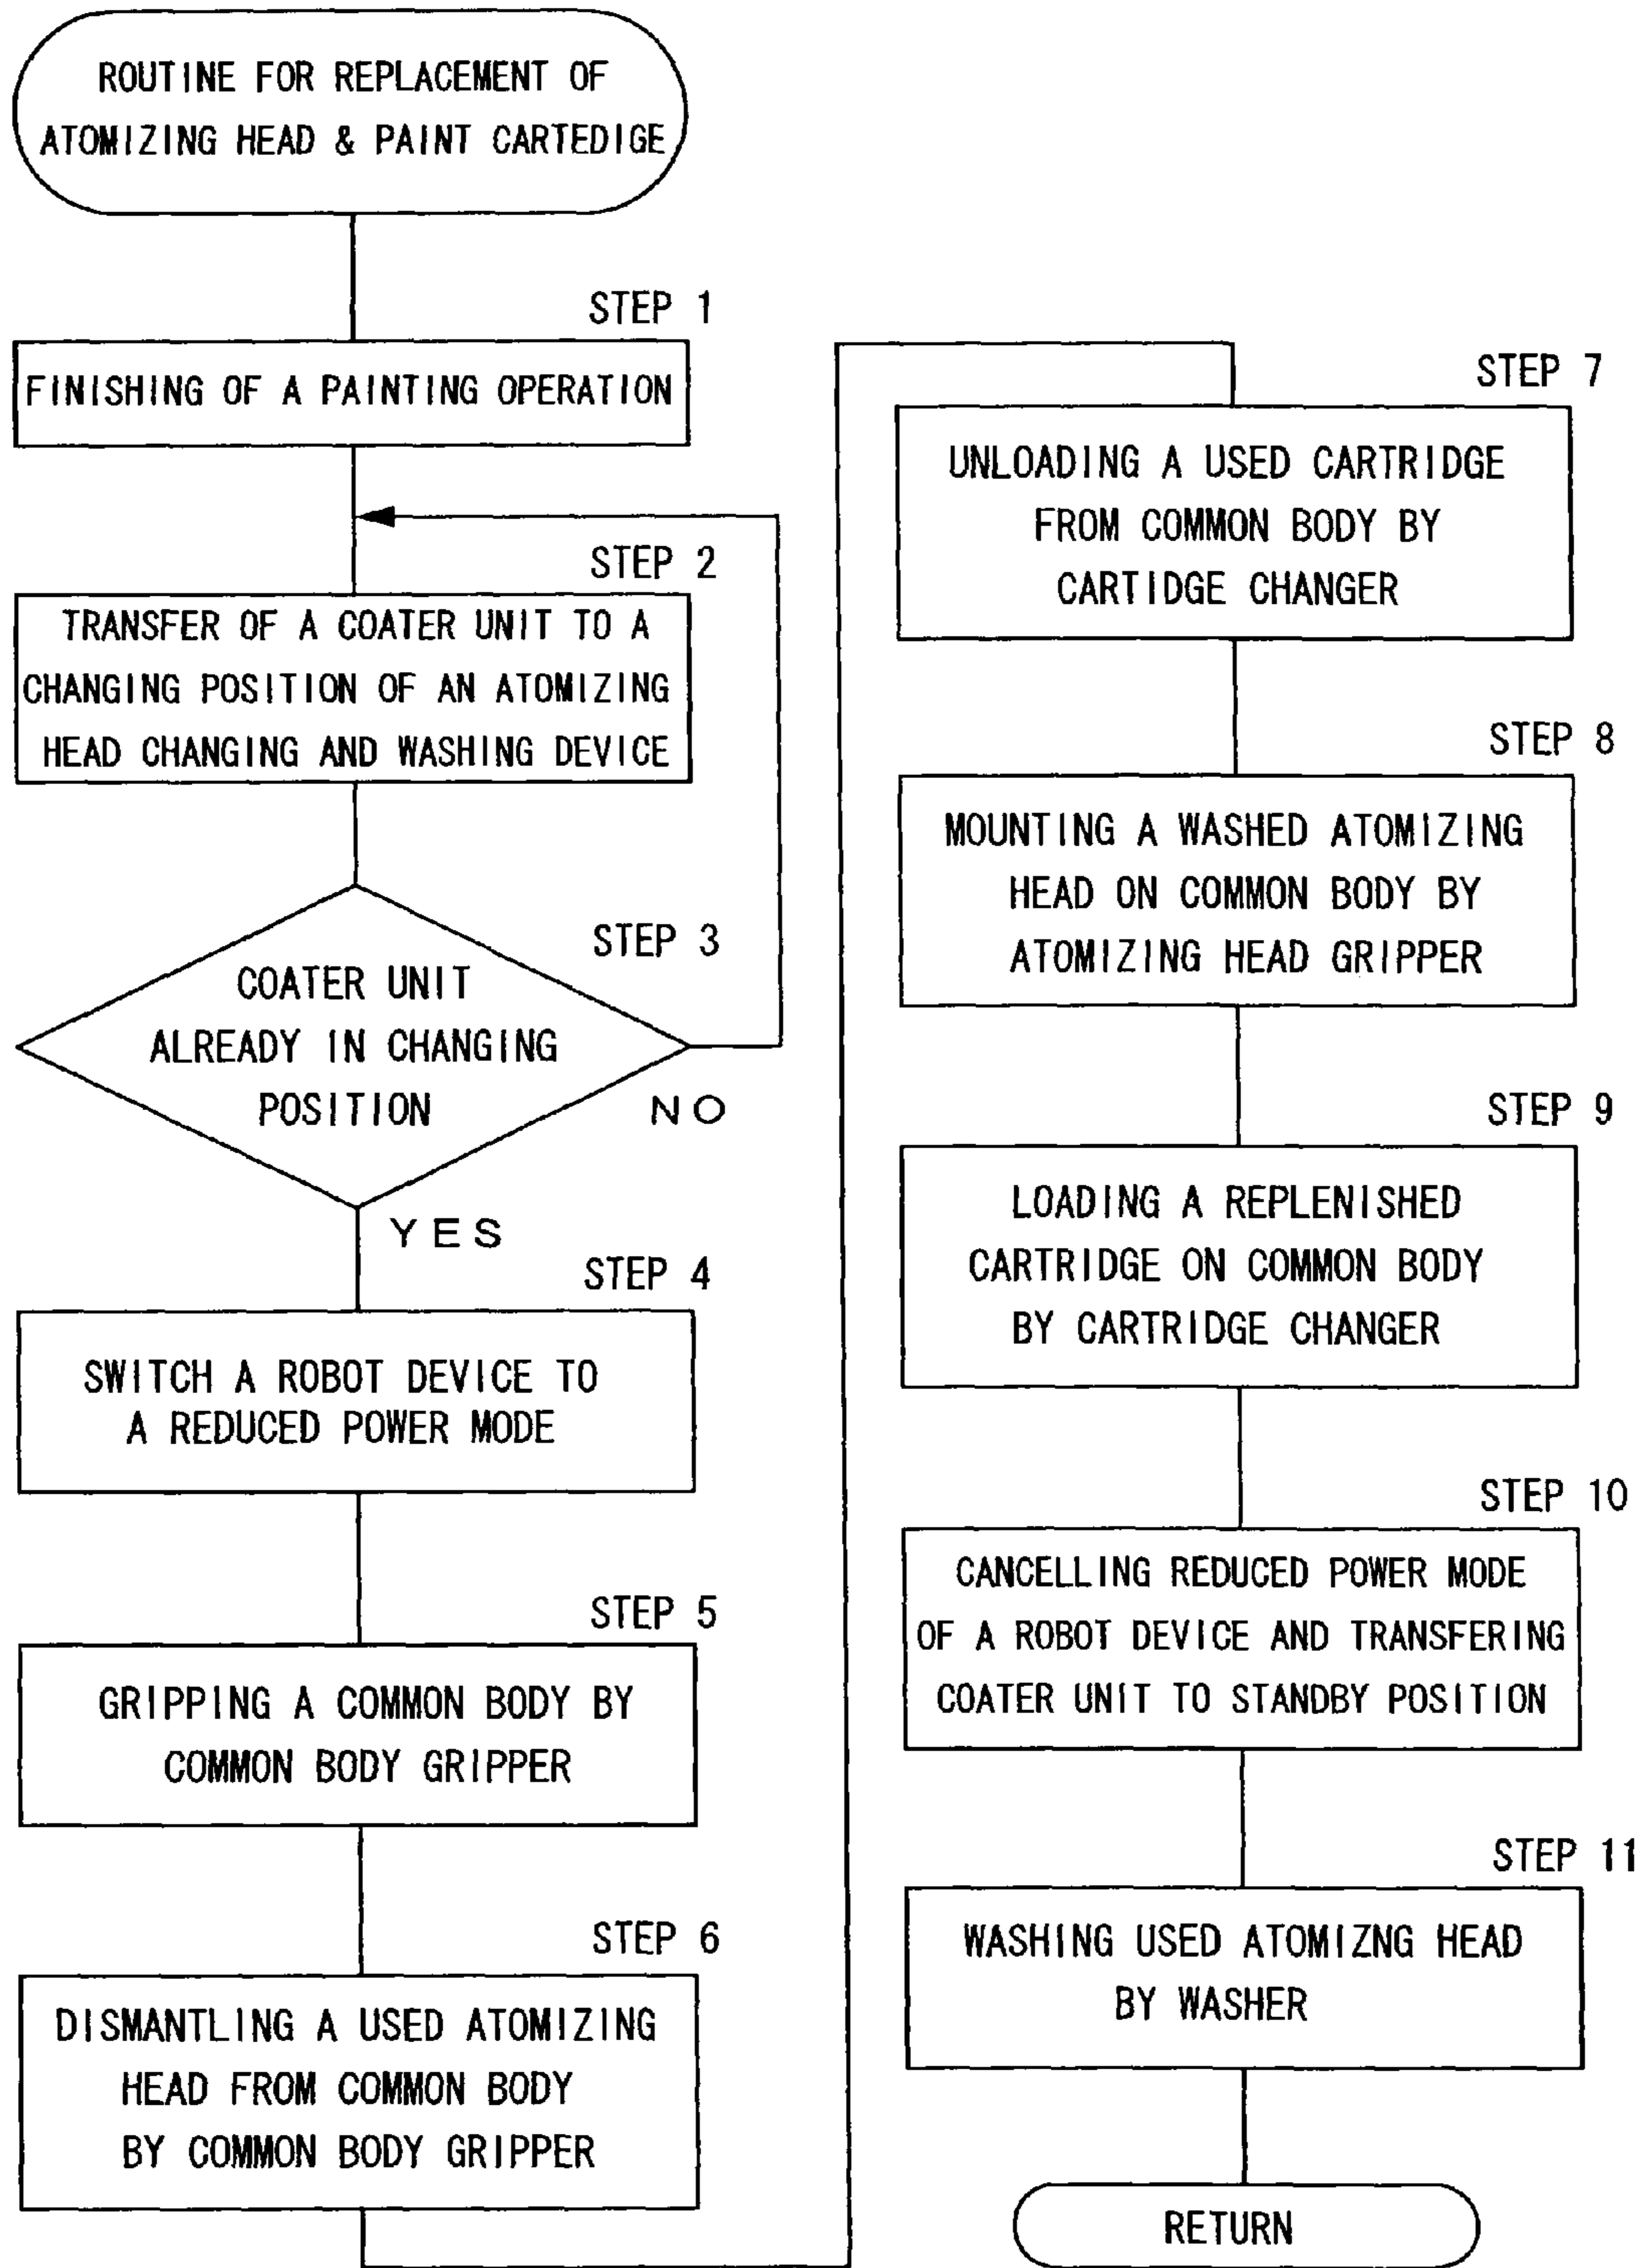 ROUTINE FOR REPLACEMENT OF
ATOMIZING HEAD & PAINT CARTEDIGE
STEP 1
FINISHING OF A PAINTING OPERATION
STEP 2
TRANSFER OF A COATER UNIT TO A
CHANGING POSITION OF AN ATOMIZING
HEAD CHANGING AND WASHING DEVICE
STEP 3
COATER UNIT
ALREADY IN CHANGING
POSITION
NO
YES
STEP 4
SWITCH A ROBOT DEVICE TO
A REDUCED POWER MODE
STEP 5
GRIPPING A COMMON BODY BY
COMMON BODY GRIPPER
STEP 6
DISMANTLING A USED ATOMIZING
HEAD FROM COMMON BODY
BY COMMON BODY GRIPPER
STEP 7
UNLOADING A USED CARTRIDGE
FROM COMMON BODY BY
CARTIDGE CHANGER
STEP 8
MOUNTING A WASHED ATOMIZING
HEAD ON COMMON BODY BY
ATOMIZING HEAD GRIPPER
STEP 9
LOADING A REPLENISHED
CARTRIDGE ON COMMON BODY
BY CARTRIDGE CHANGER
STEP 10
CANCELLING REDUCED POWER MODE
OF A ROBOT DEVICE AND TRANSFERING
COATER UNIT TO STANDBY POSITION
STEP 11
WASHING USED ATOMIZNG HEAD
BY WASHER
RETURN